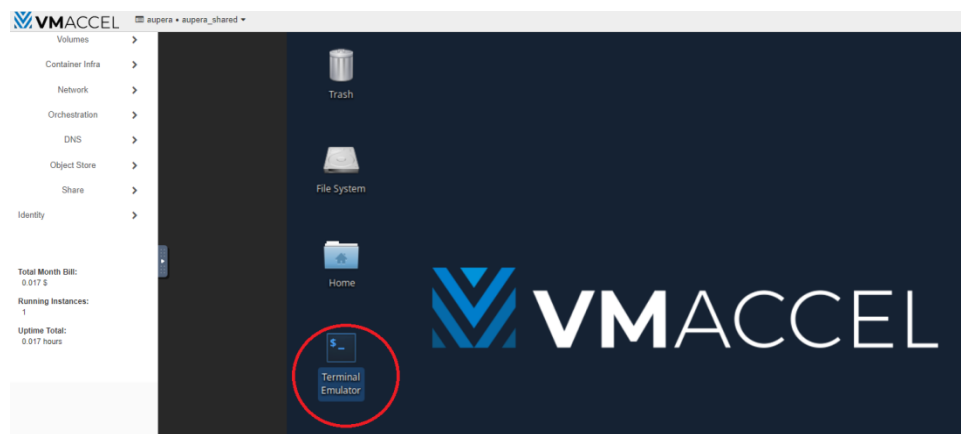 VMACCEL
aupera • aupera_shared
Volumes
Container Infra
Network
Orchestration
DNS
Object Store
Share
Identity
Total Month Bill:
0.017 $
Running Instances:
1
Uptime Total:
0.017 hours
Trash
File System
Home
$_
Terminal
Emulator
VMACCEL